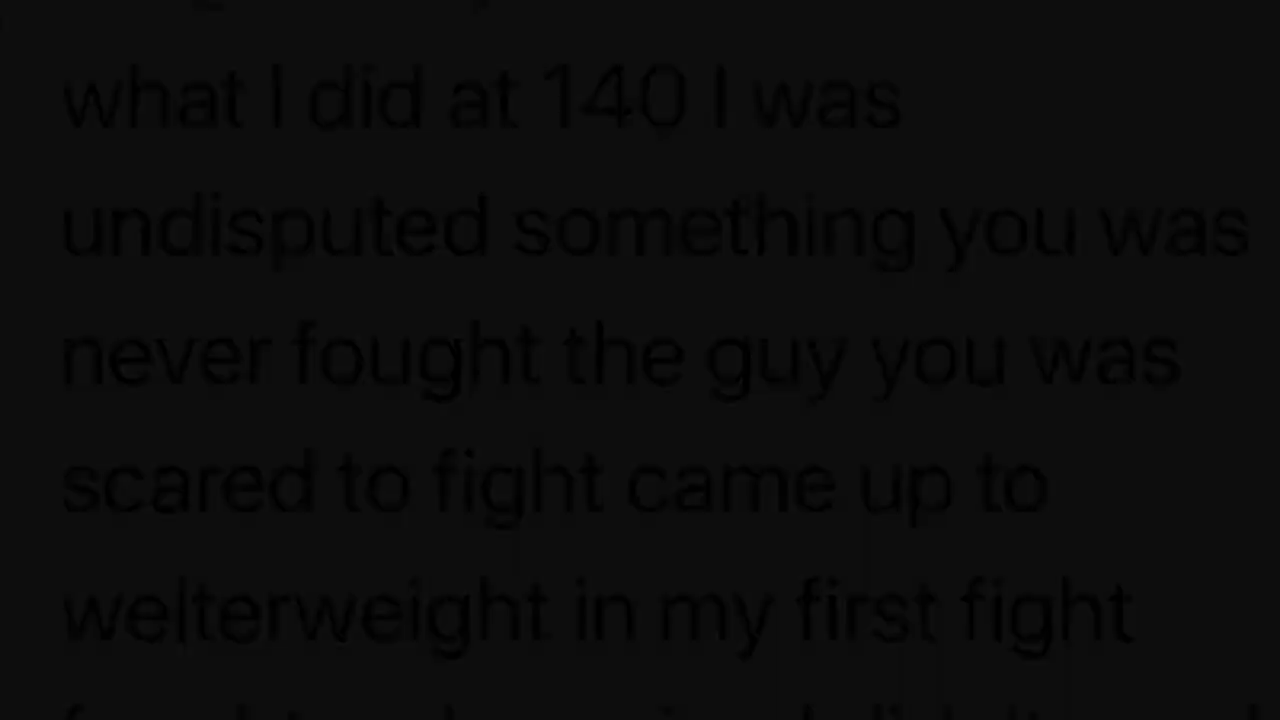 what I did at 140 I was
undisputed something you was
never fought the guy you was
scared to fight came up to
welterweight in my first fight